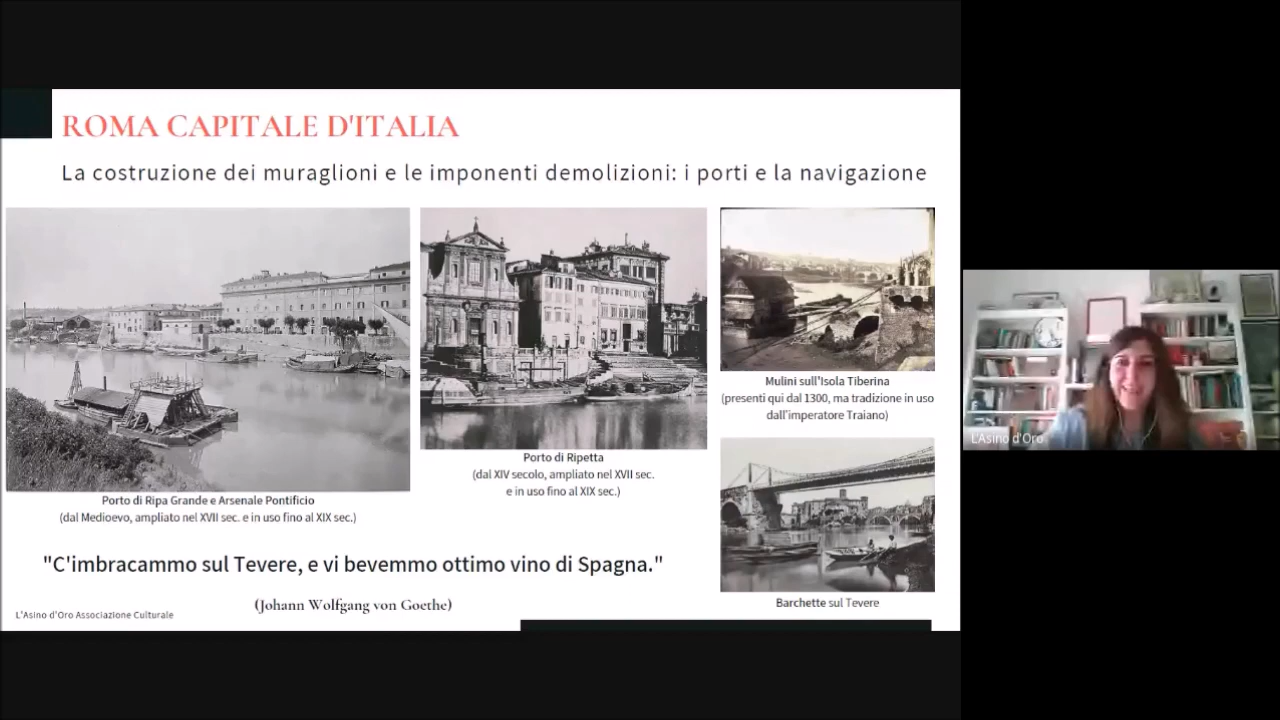 ROMA CAPITALE D'ITALIA
La costruzione dei muraglioni e le imponenti demolizioni: i porti e la navigazione
Porto di Ripa Grande e Arsenale Pontificio
(dal Medioevo, ampliato nel XVII sec. e in uso fino al XIX sec.)
Porto di Ripetta
(dal XIV secolo, ampliato nel XVII sec.
e in uso fino al XIX sec.)
Mulini sull'Isola Tiberina
(presenti qui dal 1300, ma tradizione in uso
dall'imperatore Traiano)
Barchette sul Tevere
"C'imbracammo sul Tevere, e vi bevemmo ottimo vino di Spagna."
(Johann Wolfgang von Goethe)
L'Asino d'Oro Associazione Culturale
L'Asino d'Oro